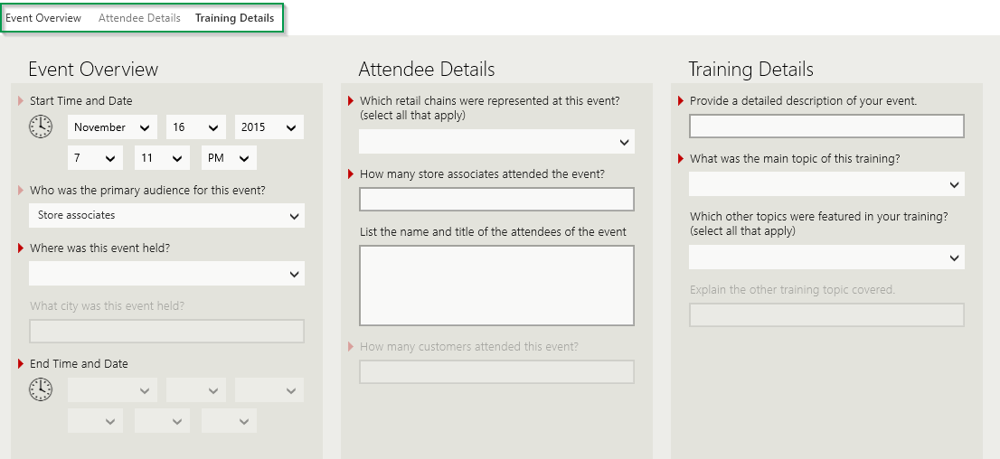 Event Overview Attendee Details Training Details
Event Overview
Start Time and Date
November 16 2015
7 11 PM
Who was the primary audience for this event?
Store associates
Where was this event held?
What city was this event held?
End Time and Date
Attendee Details
Which retail chains were represented at this event?
(select all that apply)
How many store associates attended the event?
List the name and title of the attendees of the event
How many customers attended this event?
Training Details
Provide a detailed description of your event.
What was the main topic of this training?
Which other topics were featured in your training?
(select all that apply)
Explain the other training topic covered.